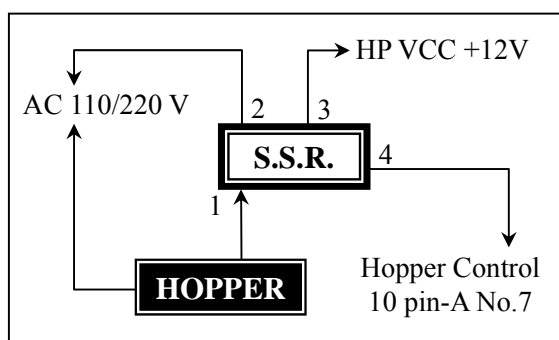 HP VCC +12V
AC 110/220 V
2
3
S.S.R.
4
1
HOPPER
Hopper Control
10 pin-A No.7